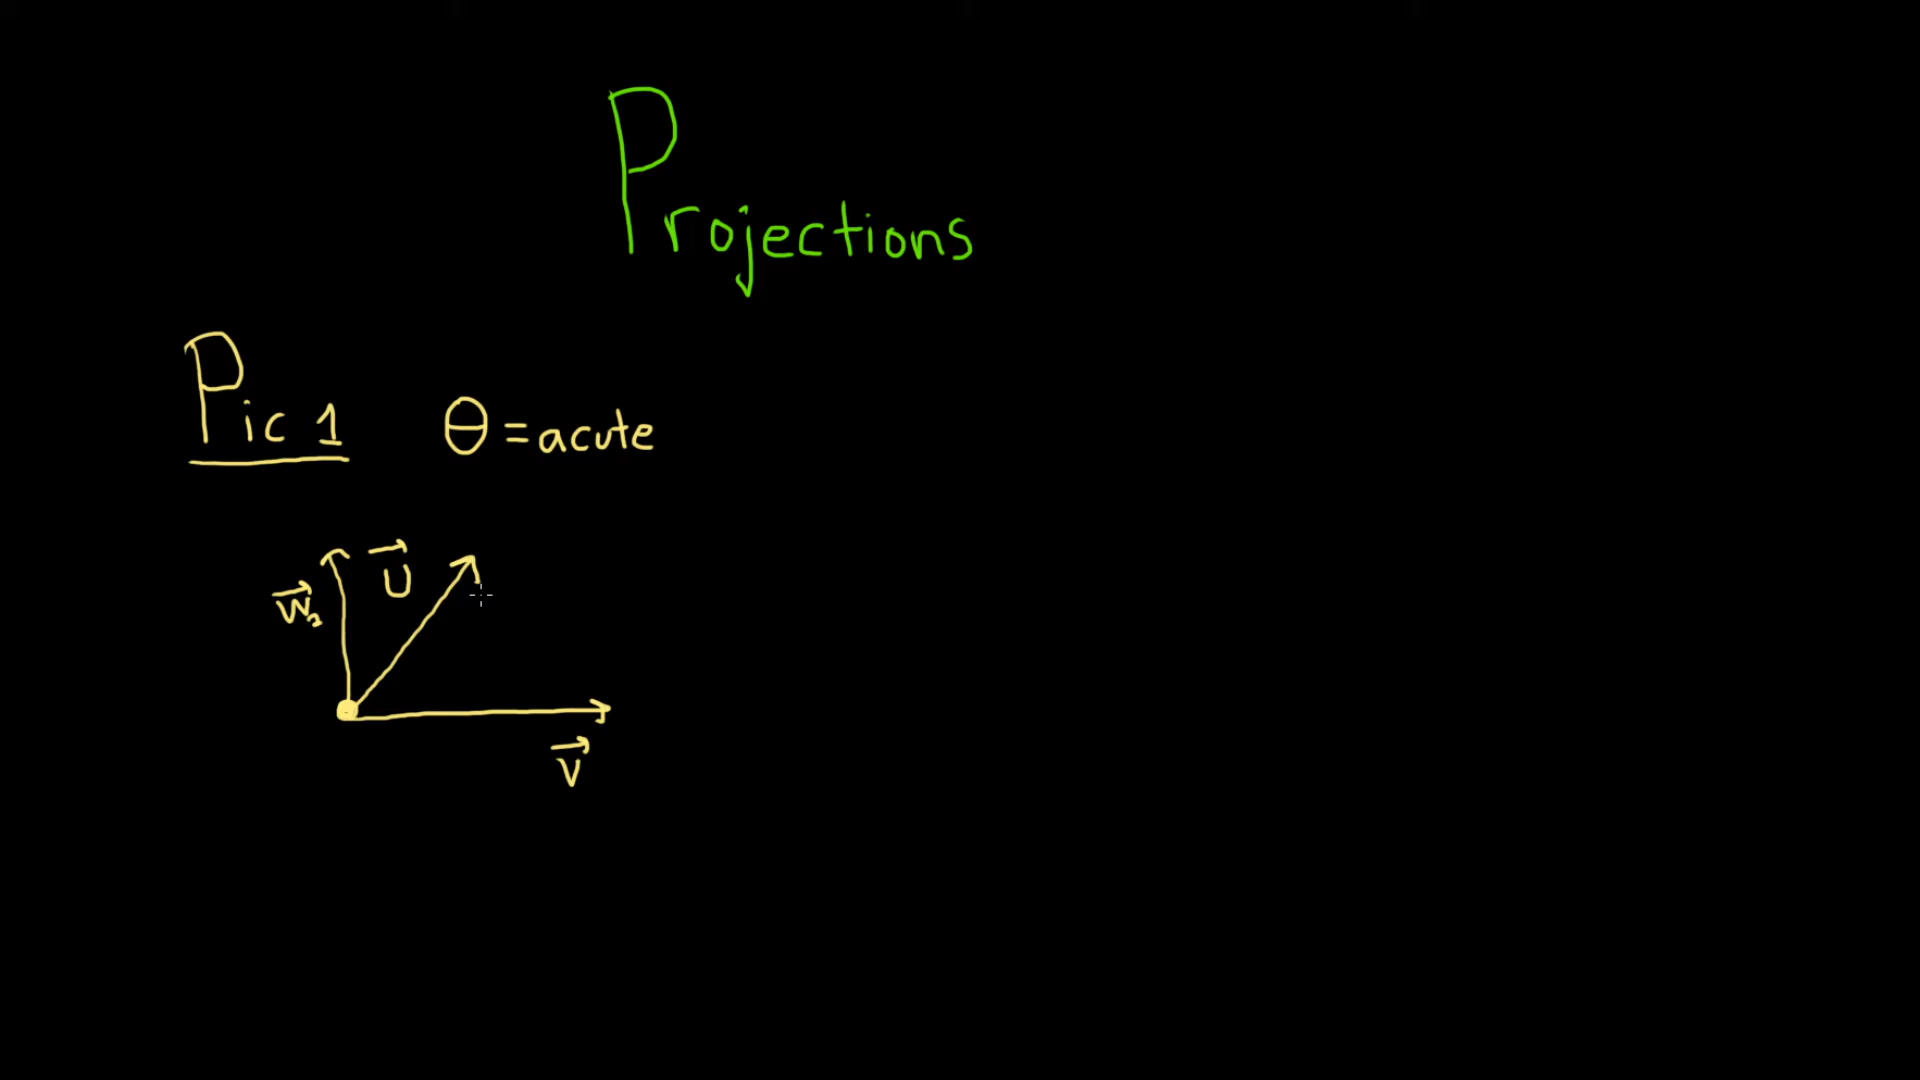 Projections
Pic 1 θ = acute
w₂ U
V